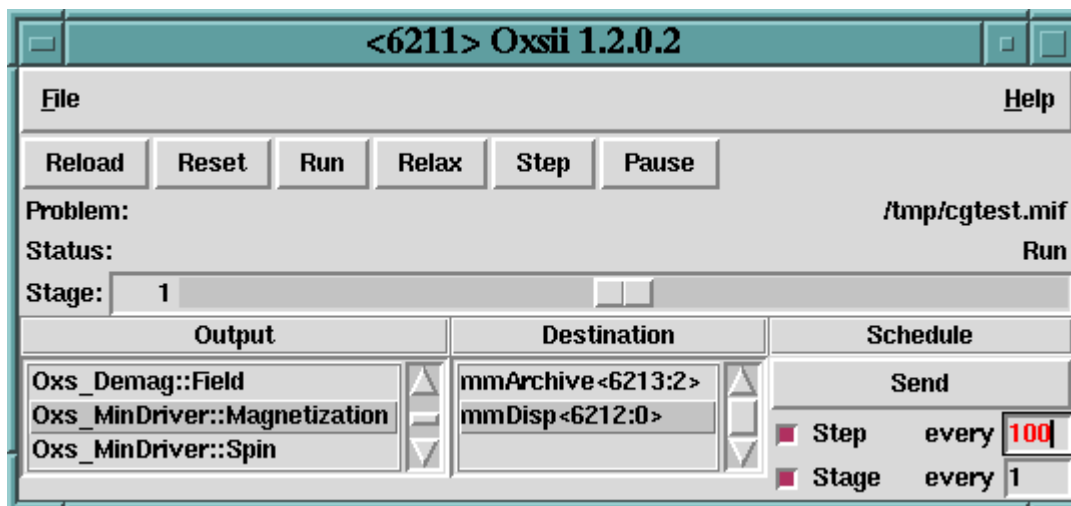 <6211> Oxsii 1.2.0.2
File Help
Reload Reset Run Relax Step Pause
Problem: /tmp/cgtest.mif
Status: Run
Stage: 1
Output Destination Schedule
Oxs_Demag::Field mmArchive<6213:2> Send
Oxs_MinDriver::Magnetization mmDisp<6212:0> Step every 100
Oxs_MinDriver::Spin Stage every 1